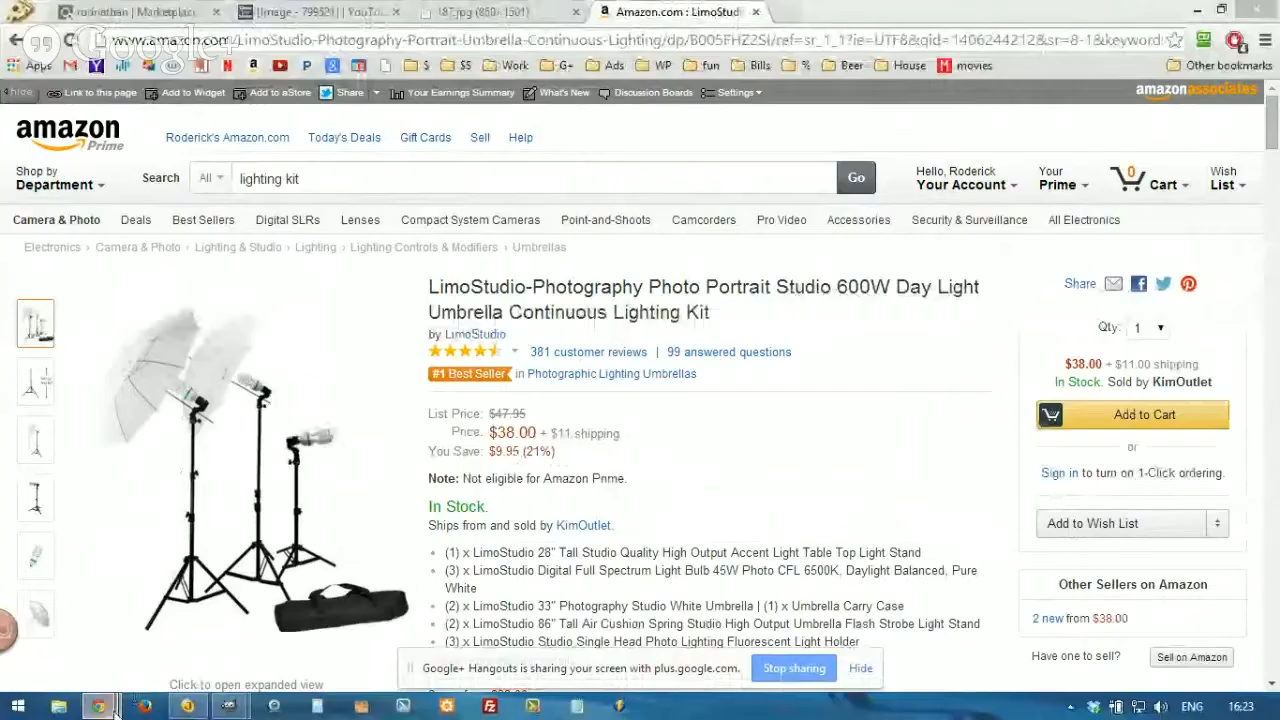 Marketplac
Image - 799321 | YouTu
187.jpg (850×1501)
Amazon.com : LimoStudi
Google+
www.amazon.com/LimoStudio-Photography-Portrait-Umbrella-Continuous-Lighting/dp/B005FHZ2SI/ref=sr_1_1?ie=UTF8&qid=1406244212&sr=8-1&keyword
Apps
$
$$
Work
G+
Ads
WP
fun
Bills
%
Beer
House
movies
Other bookmarks
hide
Link to this page
Add to Widget
Add to aStore
Share
Your Earnings Summary
What's New
Discussion Boards
Settings
amazonassociates
amazon
Prime
Roderick's Amazon.com
Today's Deals
Gift Cards
Sell
Help
Shop by
Department
Search
All
lighting kit
Go
Hello, Roderick
Your Account
Your
Prime
0
Cart
Wish
List
Camera & Photo
Deals
Best Sellers
Digital SLRs
Lenses
Compact System Cameras
Point-and-Shoots
Camcorders
Pro Video
Accessories
Security & Surveillance
All Electronics
Electronics › Camera & Photo › Lighting & Studio › Lighting › Lighting Controls & Modifiers › Umbrellas
LimoStudio-Photography Photo Portrait Studio 600W Day Light
Umbrella Continuous Lighting Kit
by LimoStudio
381 customer reviews | 99 answered questions
#1 Best Seller in Photographic Lighting Umbrellas
List Price: $47.95
Price: $38.00 + $11 shipping
You Save: $9.95 (21%)
Note: Not eligible for Amazon Prime.
In Stock.
Ships from and sold by KimOutlet.
• (1) x LimoStudio 28" Tall Studio Quality High Output Accent Light Table Top Light Stand
• (3) x LimoStudio Digital Full Spectrum Light Bulb 45W Photo CFL 6500K, Daylight Balanced, Pure
White
• (2) x LimoStudio 33" Photography Studio White Umbrella | (1) x Umbrella Carry Case
• (2) x LimoStudio 86" Tall Air Cushion Spring Studio High Output Umbrella Flash Strobe Light Stand
• (3) x LimoStudio Studio Single Head Photo Lighting Fluorescent Light Holder
Click to open expanded view
Share
Qty: 1
$38.00 + $11.00 shipping
In Stock. Sold by KimOutlet
Add to Cart
or
Sign in to turn on 1-Click ordering.
Add to Wish List
Other Sellers on Amazon
2 new from $38.00
Have one to sell?
Sell on Amazon
Google+ Hangouts is sharing your screen with plus.google.com.
Stop sharing
Hide
ENG
16:23